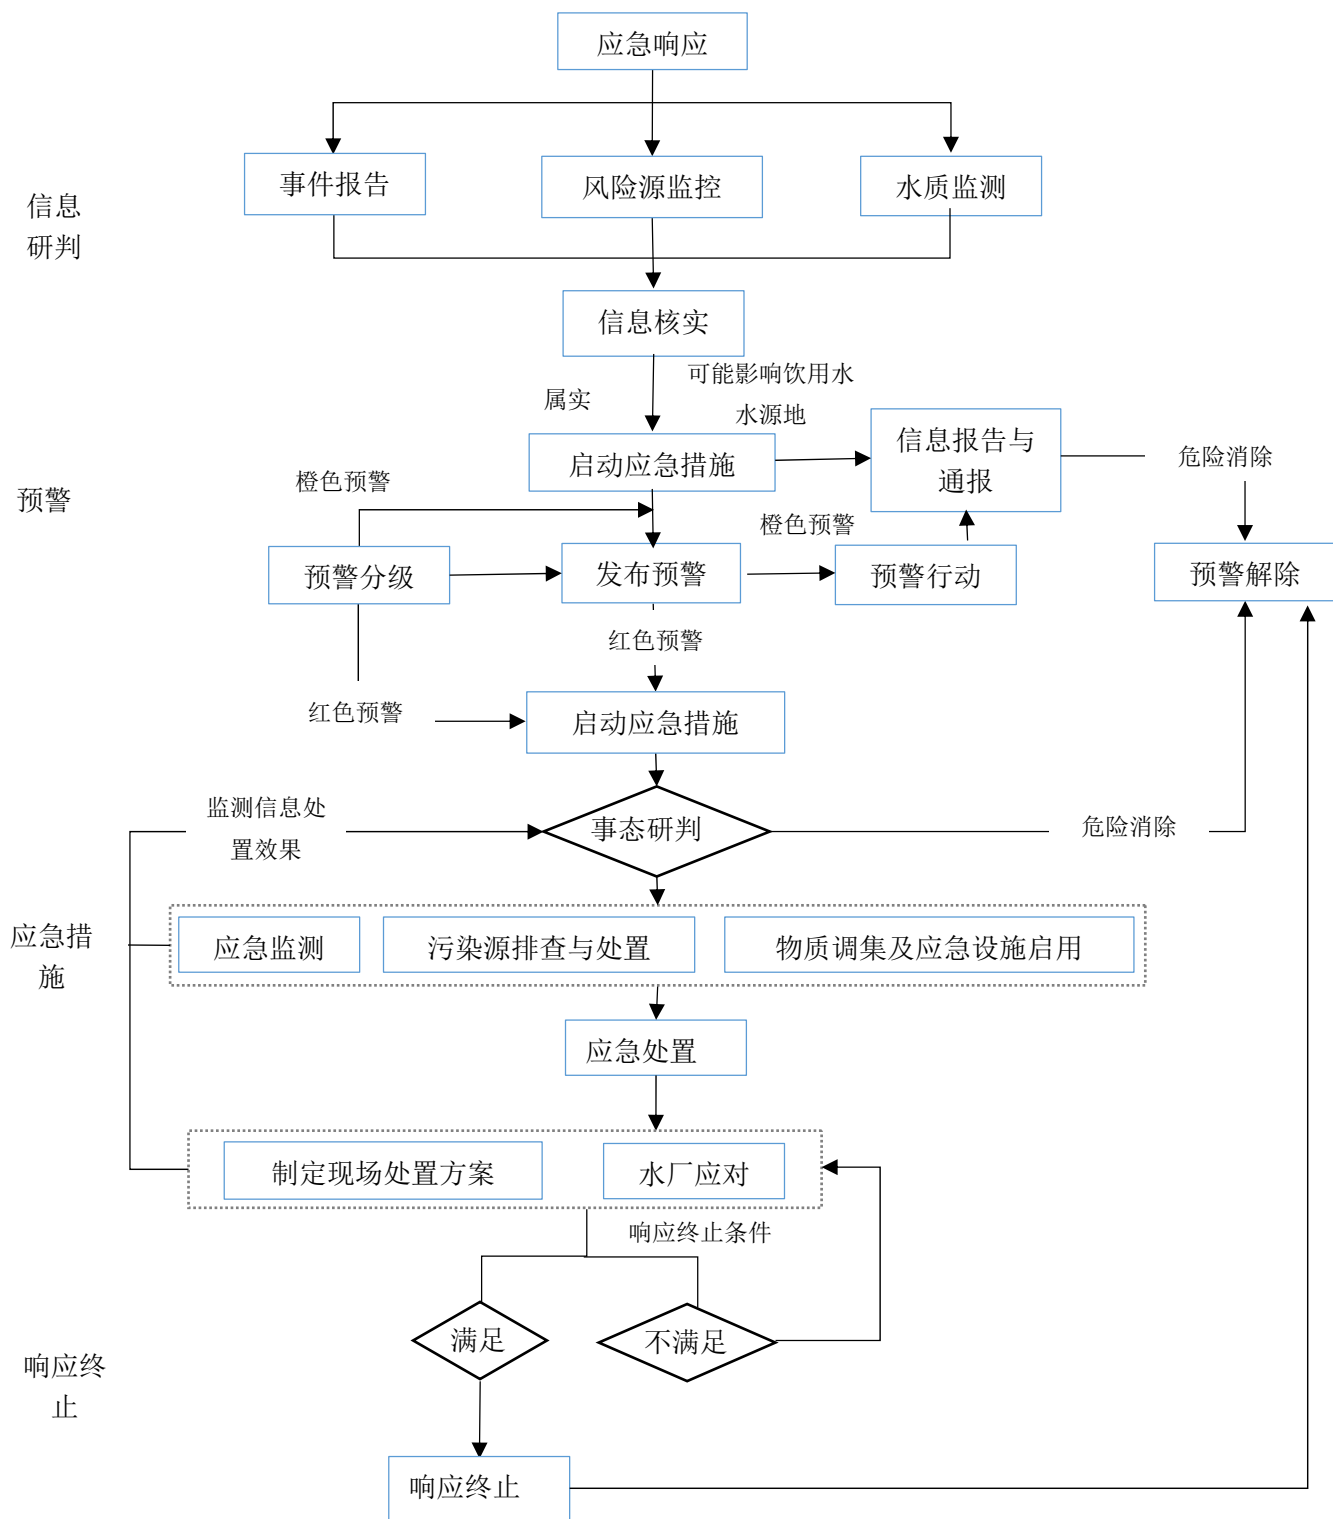 应急响应
事件报告
风险源监控
水质监测
信息
研判
信息核实
属实
可能影响饮用水
水源地
启动应急措施
信息报告与
通报
危险消除
预警
橙色预警
橙色预警
预警分级
发布预警
预警行动
预警解除
红色预警
红色预警
启动应急措施
监测信息处
置效果
事态研判
危险消除
应急措
施
应急监测
污染源排查与处置
物质调集及应急设施启用
应急处置
制定现场处置方案
水厂应对
响应终止条件
满足
不满足
响应终
止
响应终止